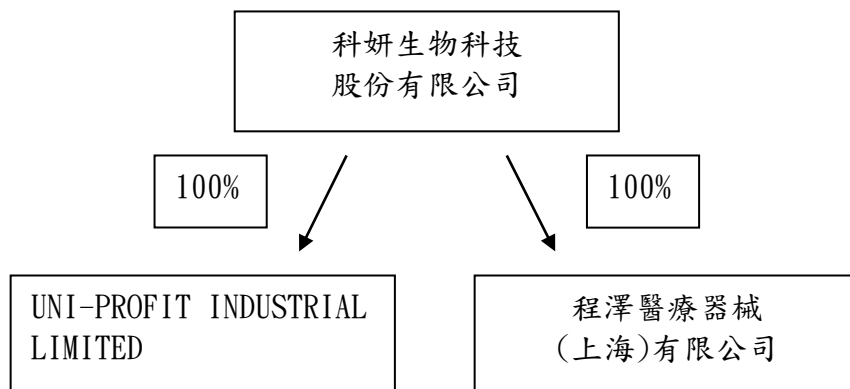 科妍生物科技
股份有限公司
100%
100%
UNI-PROFIT INDUSTRIAL
LIMITED
程澤醫療器械
(上海)有限公司